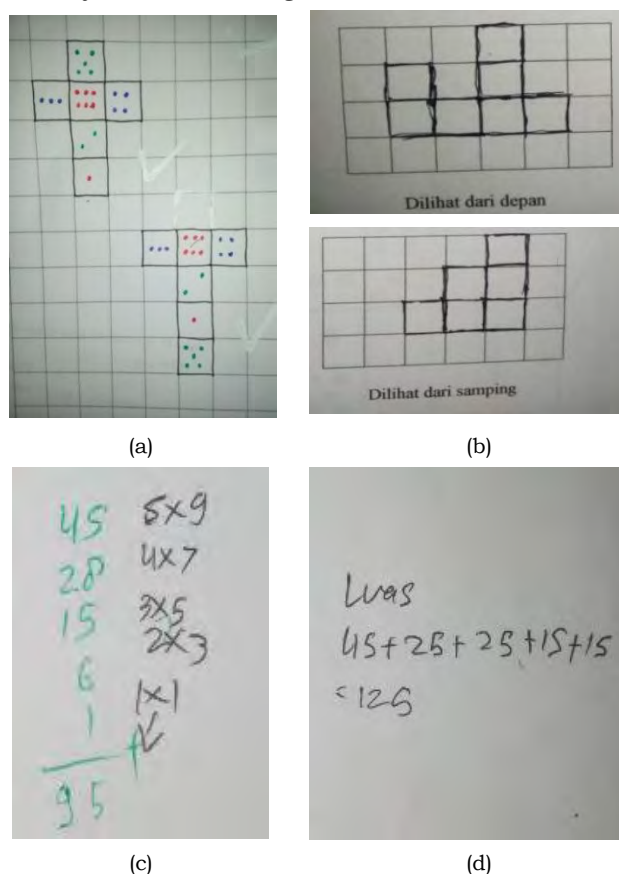 Dilihat dari depan
Dilihat dari samping
(a)
(b)
45 5x9
28 4x7
15 3x5
6 2x3
1 1x1
+
95
Luas
45+25+25+15+15
=125
(c)
(d)